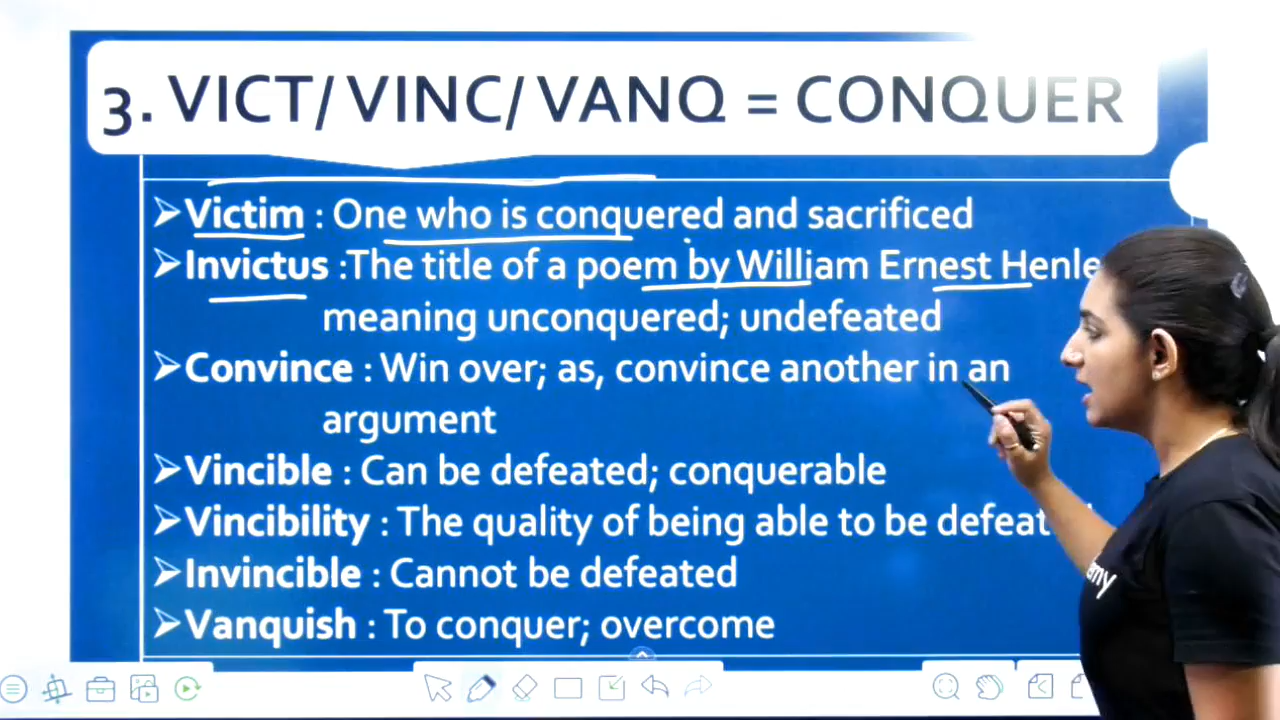 3. VICT/ VINC/ VANQ = CONQUER
➢Victim : One who is conquered and sacrificed
➢Invictus :The title of a poem by William Ernest
meaning unconquered; undefeated
➢Convince : Win over; as, convince another in an
argument
➢Vincible : Can be defeated; conquerable
➢Vincibility : The quality of being able to be
➢Invincible : Cannot be defeated
➢Vanquish : To conquer; overcome